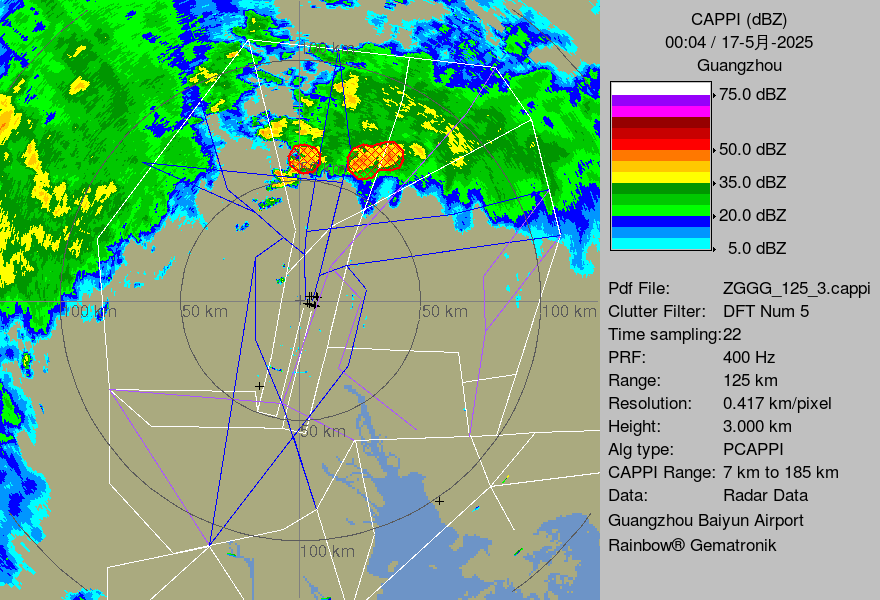 CAPPI (dBZ)
00:04 / 17-5月-2025
Guangzhou
75.0 dBZ
50.0 dBZ
35.0 dBZ
20.0 dBZ
5.0 dBZ
Pdf File: ZGGG_125_3.cappi
Clutter Filter: DFT Num 5
Time sampling:22
PRF: 400 Hz
Range: 125 km
Resolution: 0.417 km/pixel
Height: 3.000 km
Alg type: PCAPPI
CAPPI Range: 7 km to 185 km
Data: Radar Data
Guangzhou Baiyun Airport
Rainbow® Gematronik
100 km
50 km
50 km
100 km
50 km
100 km